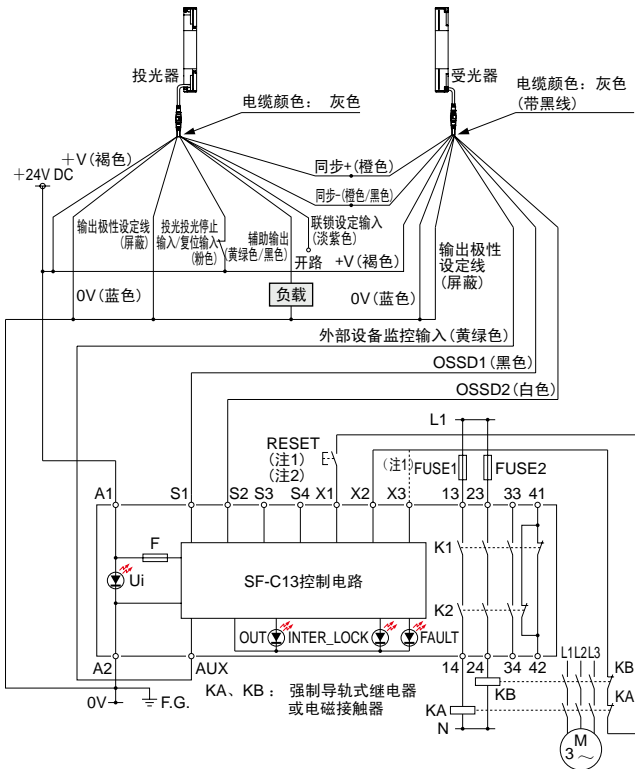 投光器
受光器
电缆颜色： 灰色
电缆颜色： 灰色
(带黑线)
+V(褐色)
+24V DC
同步+(橙色)
同步-(橙色/黑色)
输出极性设定线
(屏蔽)
投光投光停止
输入/复位输入
(粉色)
辅助输出
(黄绿色/黑色)
联锁设定输入
(淡紫色)
开路
+V(褐色)
输出极性
设定线
(屏蔽)
0V(蓝色)
负载
0V(蓝色)
外部设备监控输入(黄绿色)
OSSD1(黑色)
OSSD2(白色)
L1
RESET
(注1)
(注2)
(注1)
FUSE1
FUSE2
A1 S1 S2 S3 S4 X1 X2 X3 13 23 33 41
F
Ui
K1
SF-C13控制电路
K2
OUT INTER_LOCK FAULT
A2 AUX 14 24 34 42
L1 L2 L3
KB
KB
KA
KA
0V
F.G.
KA、KB： 强制导轨式继电器
或电磁接触器
N
M
3～